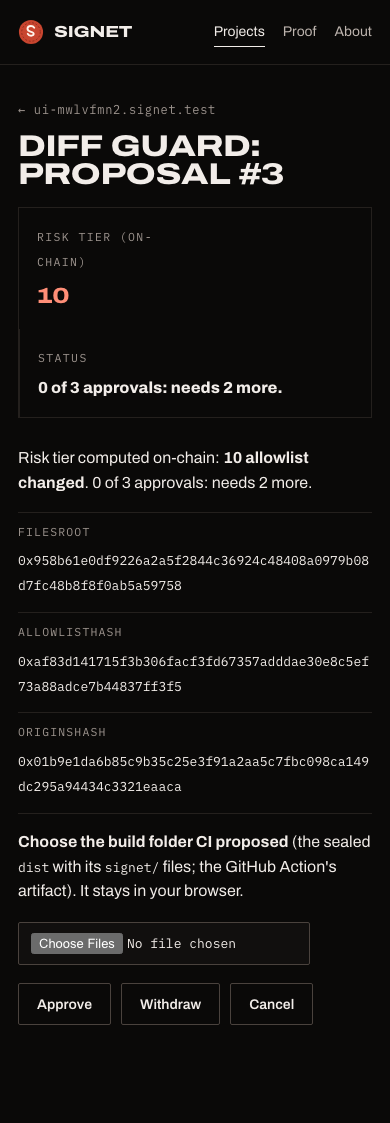 SIGNET
Projects Proof About
← ui-mwlvfmn2.signet.test
DIFF GUARD:
PROPOSAL #3
RISK TIER (ON-
CHAIN)
10
STATUS
0 of 3 approvals: needs 2 more.
Risk tier computed on-chain: 10 allowlist
changed. 0 of 3 approvals: needs 2 more.
FILESROOT
0x958b61e0df9226a2a5f2844c36924c48408a0979b08
d7fc48b8f8f0ab5a59758
ALLOWLISTHASH
0xaf83d141715f3b306facf3fd67357adddae30e8c5ef
73a88adce7b44837ff3f5
ORIGINSHASH
0x01b9e1da6b85c9b35c25e3f91a2aa5c7fbc098ca149
dc295a94434c3321eaaca
Choose the build folder CI proposed (the sealed
dist with its signet/ files; the GitHub Action's
artifact). It stays in your browser.
Choose Files No file chosen
Approve Withdraw Cancel